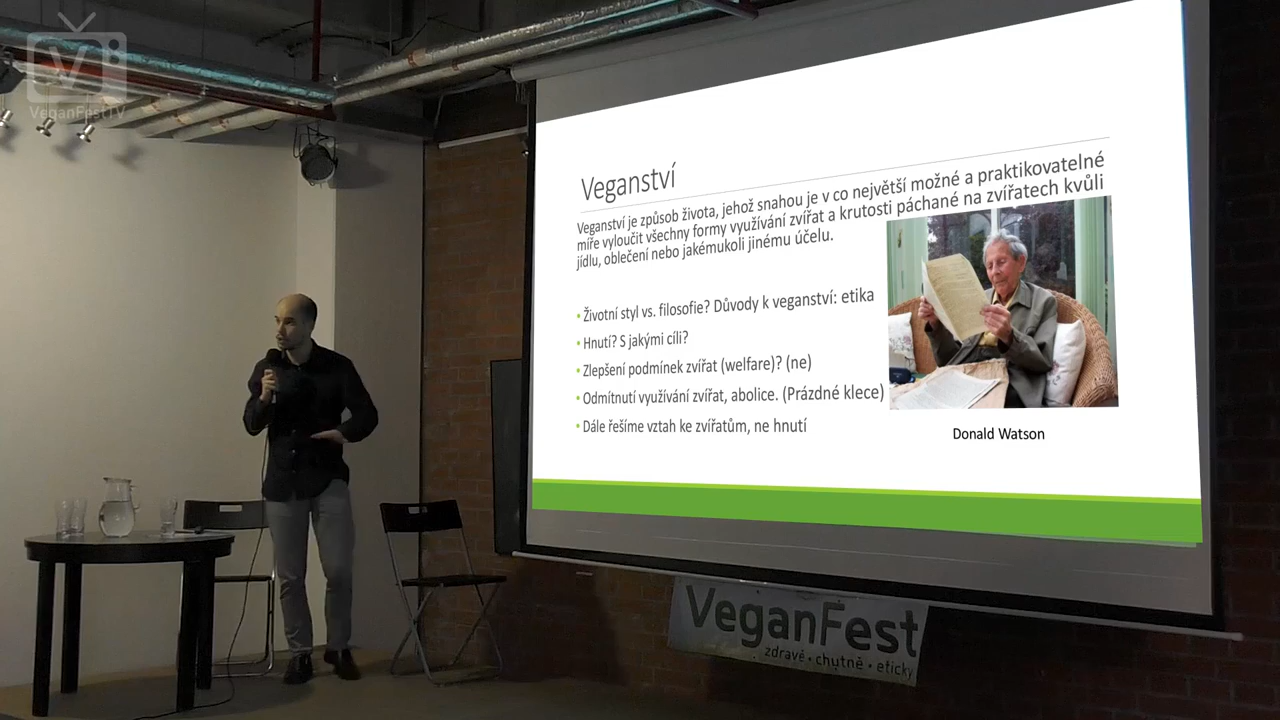 V
VeganFestTV
Veganství
Veganství je způsob života, jehož snahou je v co největší možné a praktikovatelné
míře vyloučit všechny formy využívání zvířat a krutosti páchané na zvířatech kvůli
jídlu, oblečení nebo jakémukoli jinému účelu.
• Životní styl vs. filosofie? Důvody k veganství: etika
• Hnutí? S jakými cíli?
• Zlepšení podmínek zvířat (welfare)? (ne)
• Odmítnutí využívání zvířat, abolice. (Prázdné klece)
• Dále řešíme vztah ke zvířatům, ne hnutí
Donald Watson
VeganFest
zdravě • chutně • eticky